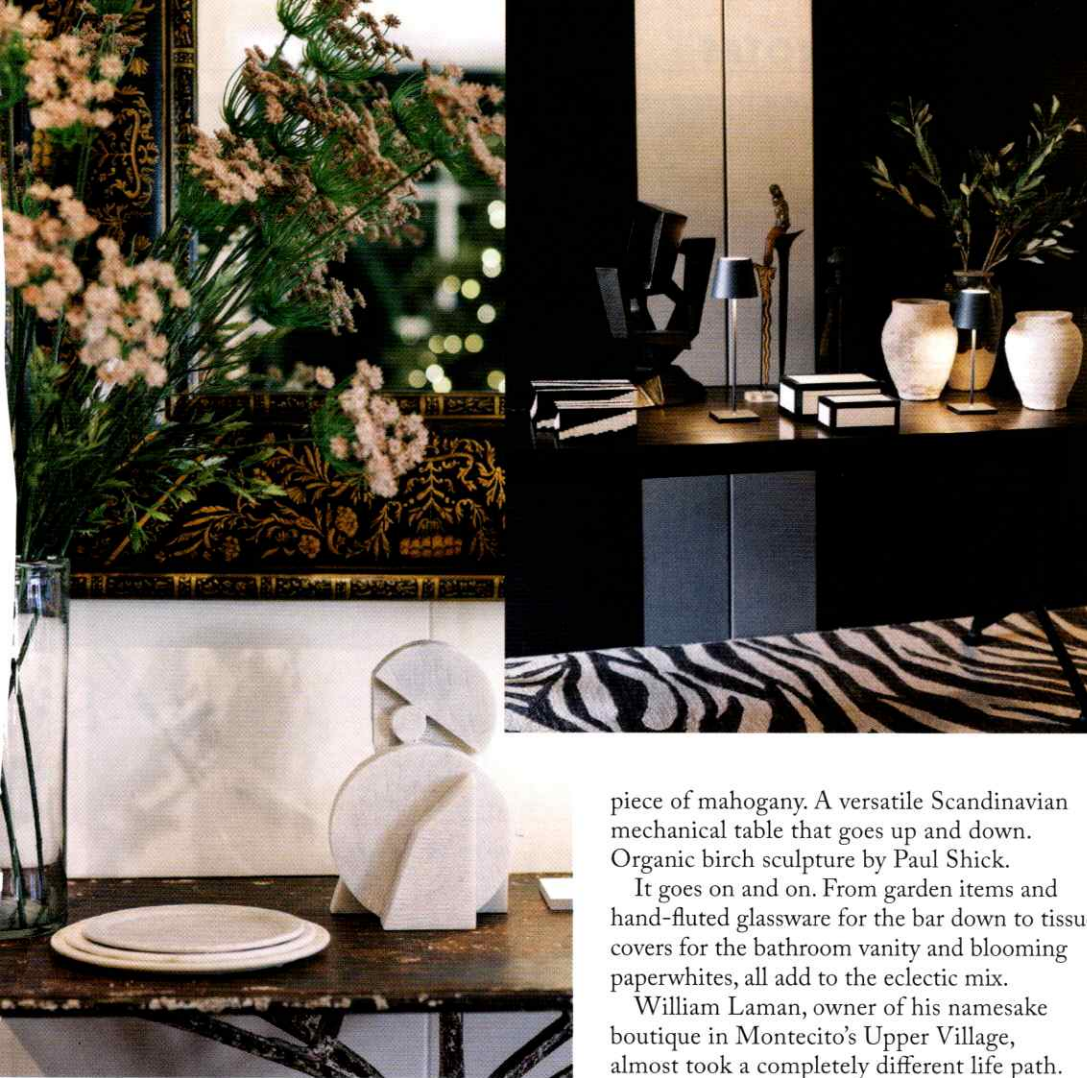 piece of mahogany. A versatile Scandinavian
mechanical table that goes up and down.
Organic birch sculpture by Paul Shick.
It goes on and on. From garden items and
hand-fluted glassware for the bar down to tissu
covers for the bathroom vanity and blooming
paperwhites, all add to the eclectic mix.
William Laman, owner of his namesake
boutique in Montecito’s Upper Village,
almost took a completely different life path.